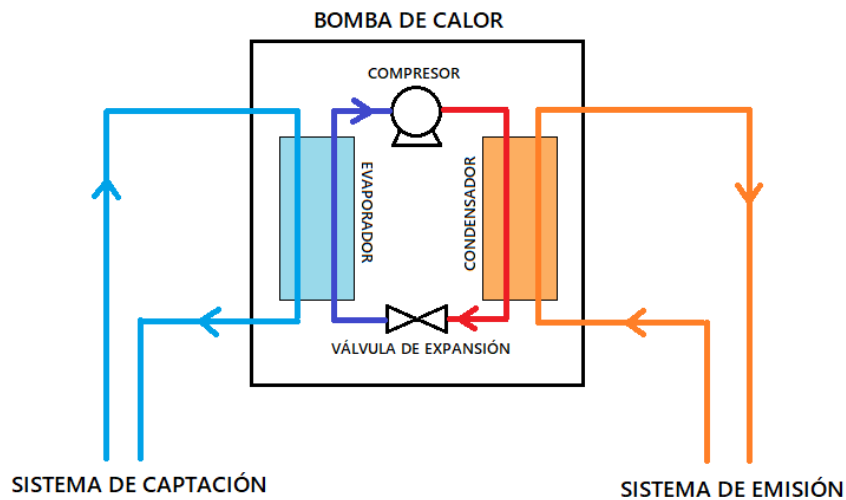 BOMBA DE CALOR
COMPRESOR
EVAPORADOR
CONDENSADOR
VÁLVULA DE EXPANSIÓN
SISTEMA DE CAPTACIÓN
SISTEMA DE EMISIÓN